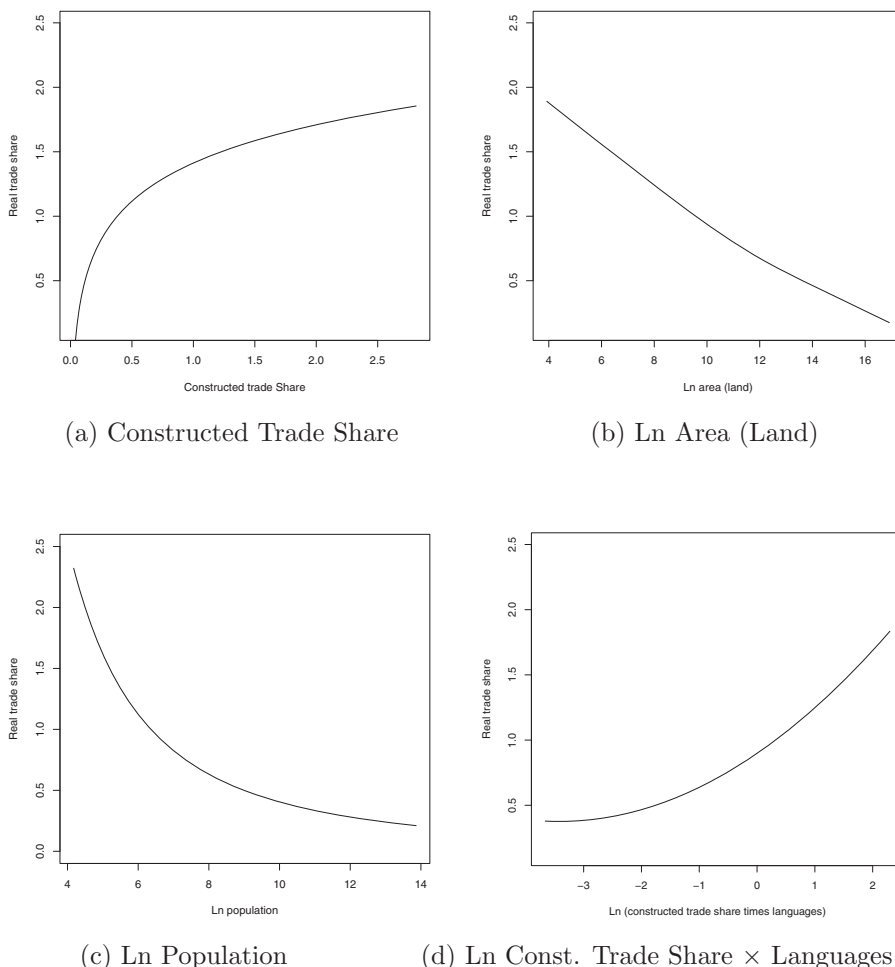 2.5
2.0
1.5
1.0
0.5
Real trade share
0.0 0.5 1.0 1.5 2.0 2.5
Constructed trade Share
(a) Constructed Trade Share
2.5
2.0
1.5
1.0
0.5
Real trade share
4 6 8 10 12 14 16
Ln area (land)
(b) Ln Area (Land)
2.5
2.0
1.5
1.0
0.5
0.0
Real trade share
4 6 8 10 12 14
Ln population
(c) Ln Population
2.5
2.0
1.5
1.0
0.5
Real trade share
−3 −2 −1 0 1 2
Ln (constructed trade share times languages)
(d) Ln Const. Trade Share × Languages